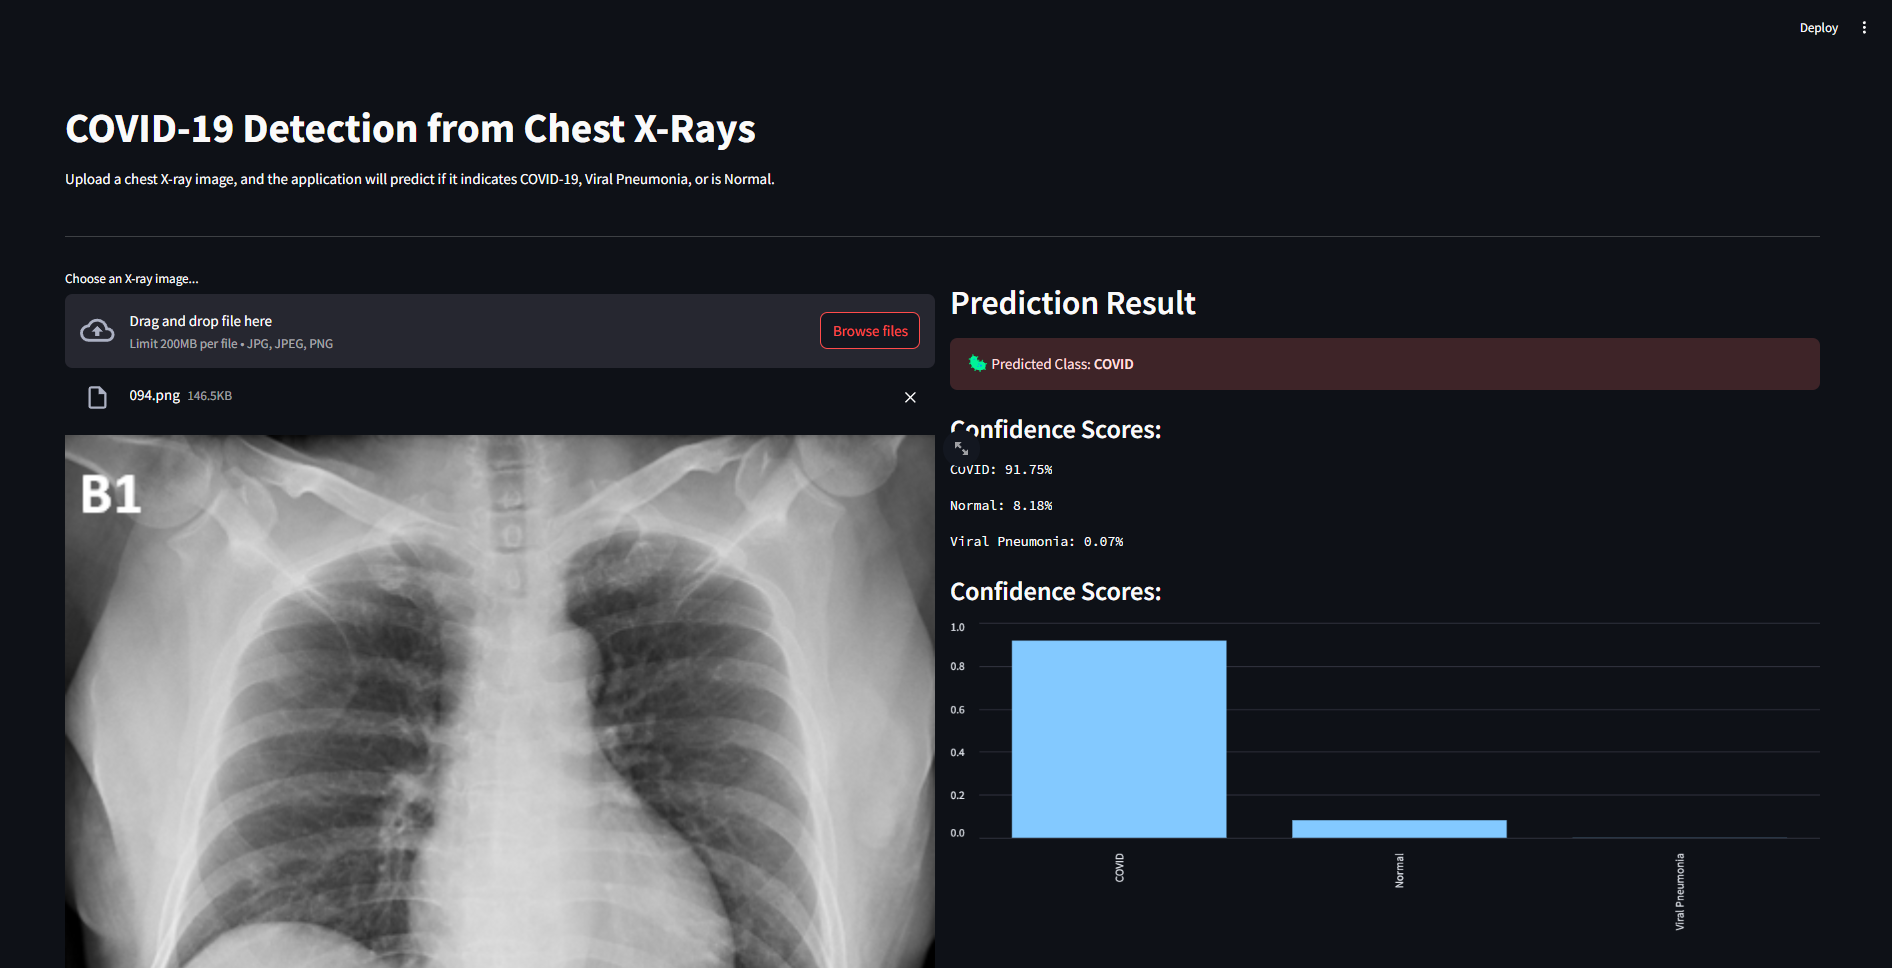 Deploy
COVID-19 Detection from Chest X-Rays
Upload a chest X-ray image, and the application will predict if it indicates COVID-19, Viral Pneumonia, or is Normal.
Choose an X-ray image...
Drag and drop file here
Limit 200MB per file • JPG, JPEG, PNG
Browse files
094.png 146.5KB
B1
Prediction Result
Predicted Class: COVID
Confidence Scores:
COVID: 91.75%
Normal: 8.18%
Viral Pneumonia: 0.07%
Confidence Scores:
1.0
0.8
0.6
0.4
0.2
0.0
COVID
Normal
Viral Pneumonia